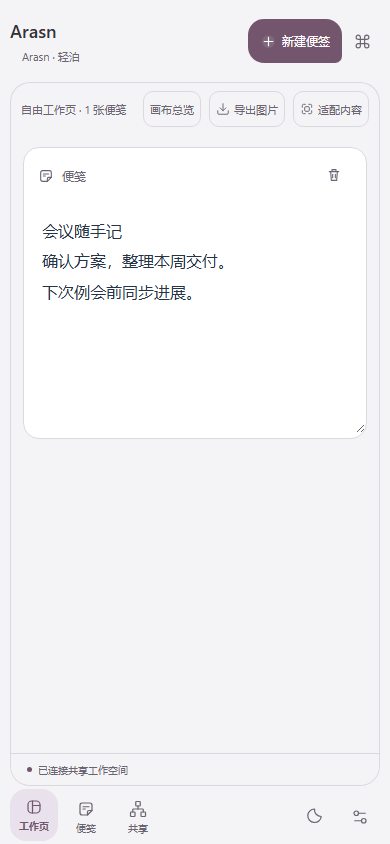 Arasn
Arasn · 轻泊
新建便签
自由工作页 · 1 张便笺
画布总览
导出图片
适配内容
便笺
会议随手记
确认方案，整理本周交付。
下次例会前同步进展。
已连接共享工作空间
工作页
便笺
共享